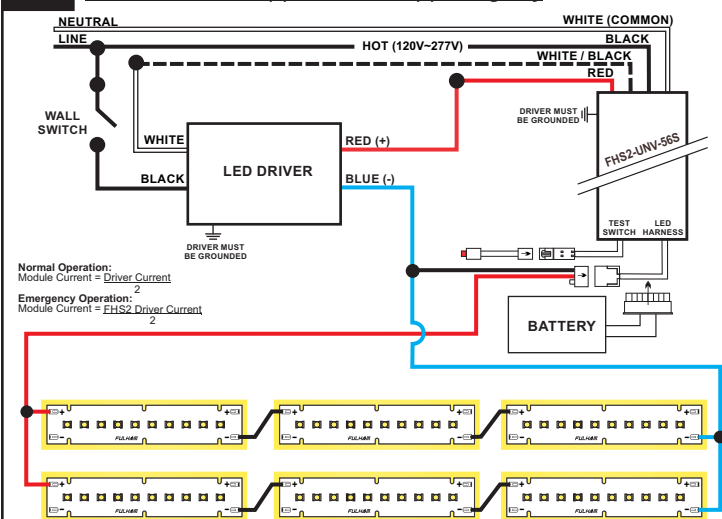 NEUTRAL
WHITE (COMMON)
LINE
BLACK
HOT (120V~277V)
WHITE / BLACK
RED
WALL
SWITCH
DRIVER MUST
BE GROUNDED
FHS2-UNV-56S
WHITE
RED (+)
LED DRIVER
BLACK
BLUE (-)
TEST
SWITCH
LED
HARNESS
DRIVER MUST
BE GROUNDED
Normal Operation:
Module Current = Driver Current
2
Emergency Operation:
Module Current = FHS2 Driver Current
2
BATTERY
+ +
+ +
+ +
- -
- -
- -
FULHAM
FULHAM
FULHAM
+ +
+ +
+ +
- -
- -
- -
FULHAM
FULHAM
FULHAM